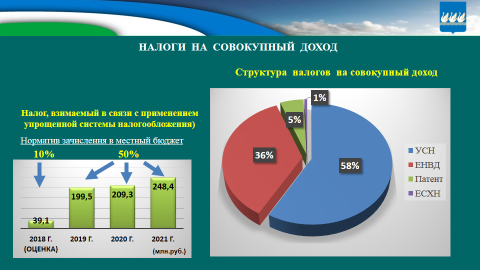 НАЛОГИ НА СОВОКУПНЫЙ ДОХОД
Структура налогов на совокупный доход
Налог, взимаемый в связи с применением
упрощенной системы налогообложения)
Норматив зачисления в местный бюджет
10% 50%
39,1
199,5
209,3
248,4
2018 Г.
(ОЦЕНКА)
2019 Г.
2020 Г.
2021 Г.
(млн.руб.)
1%
5%
36%
58%
УСН
ЕНВД
Патент
ЕСХН